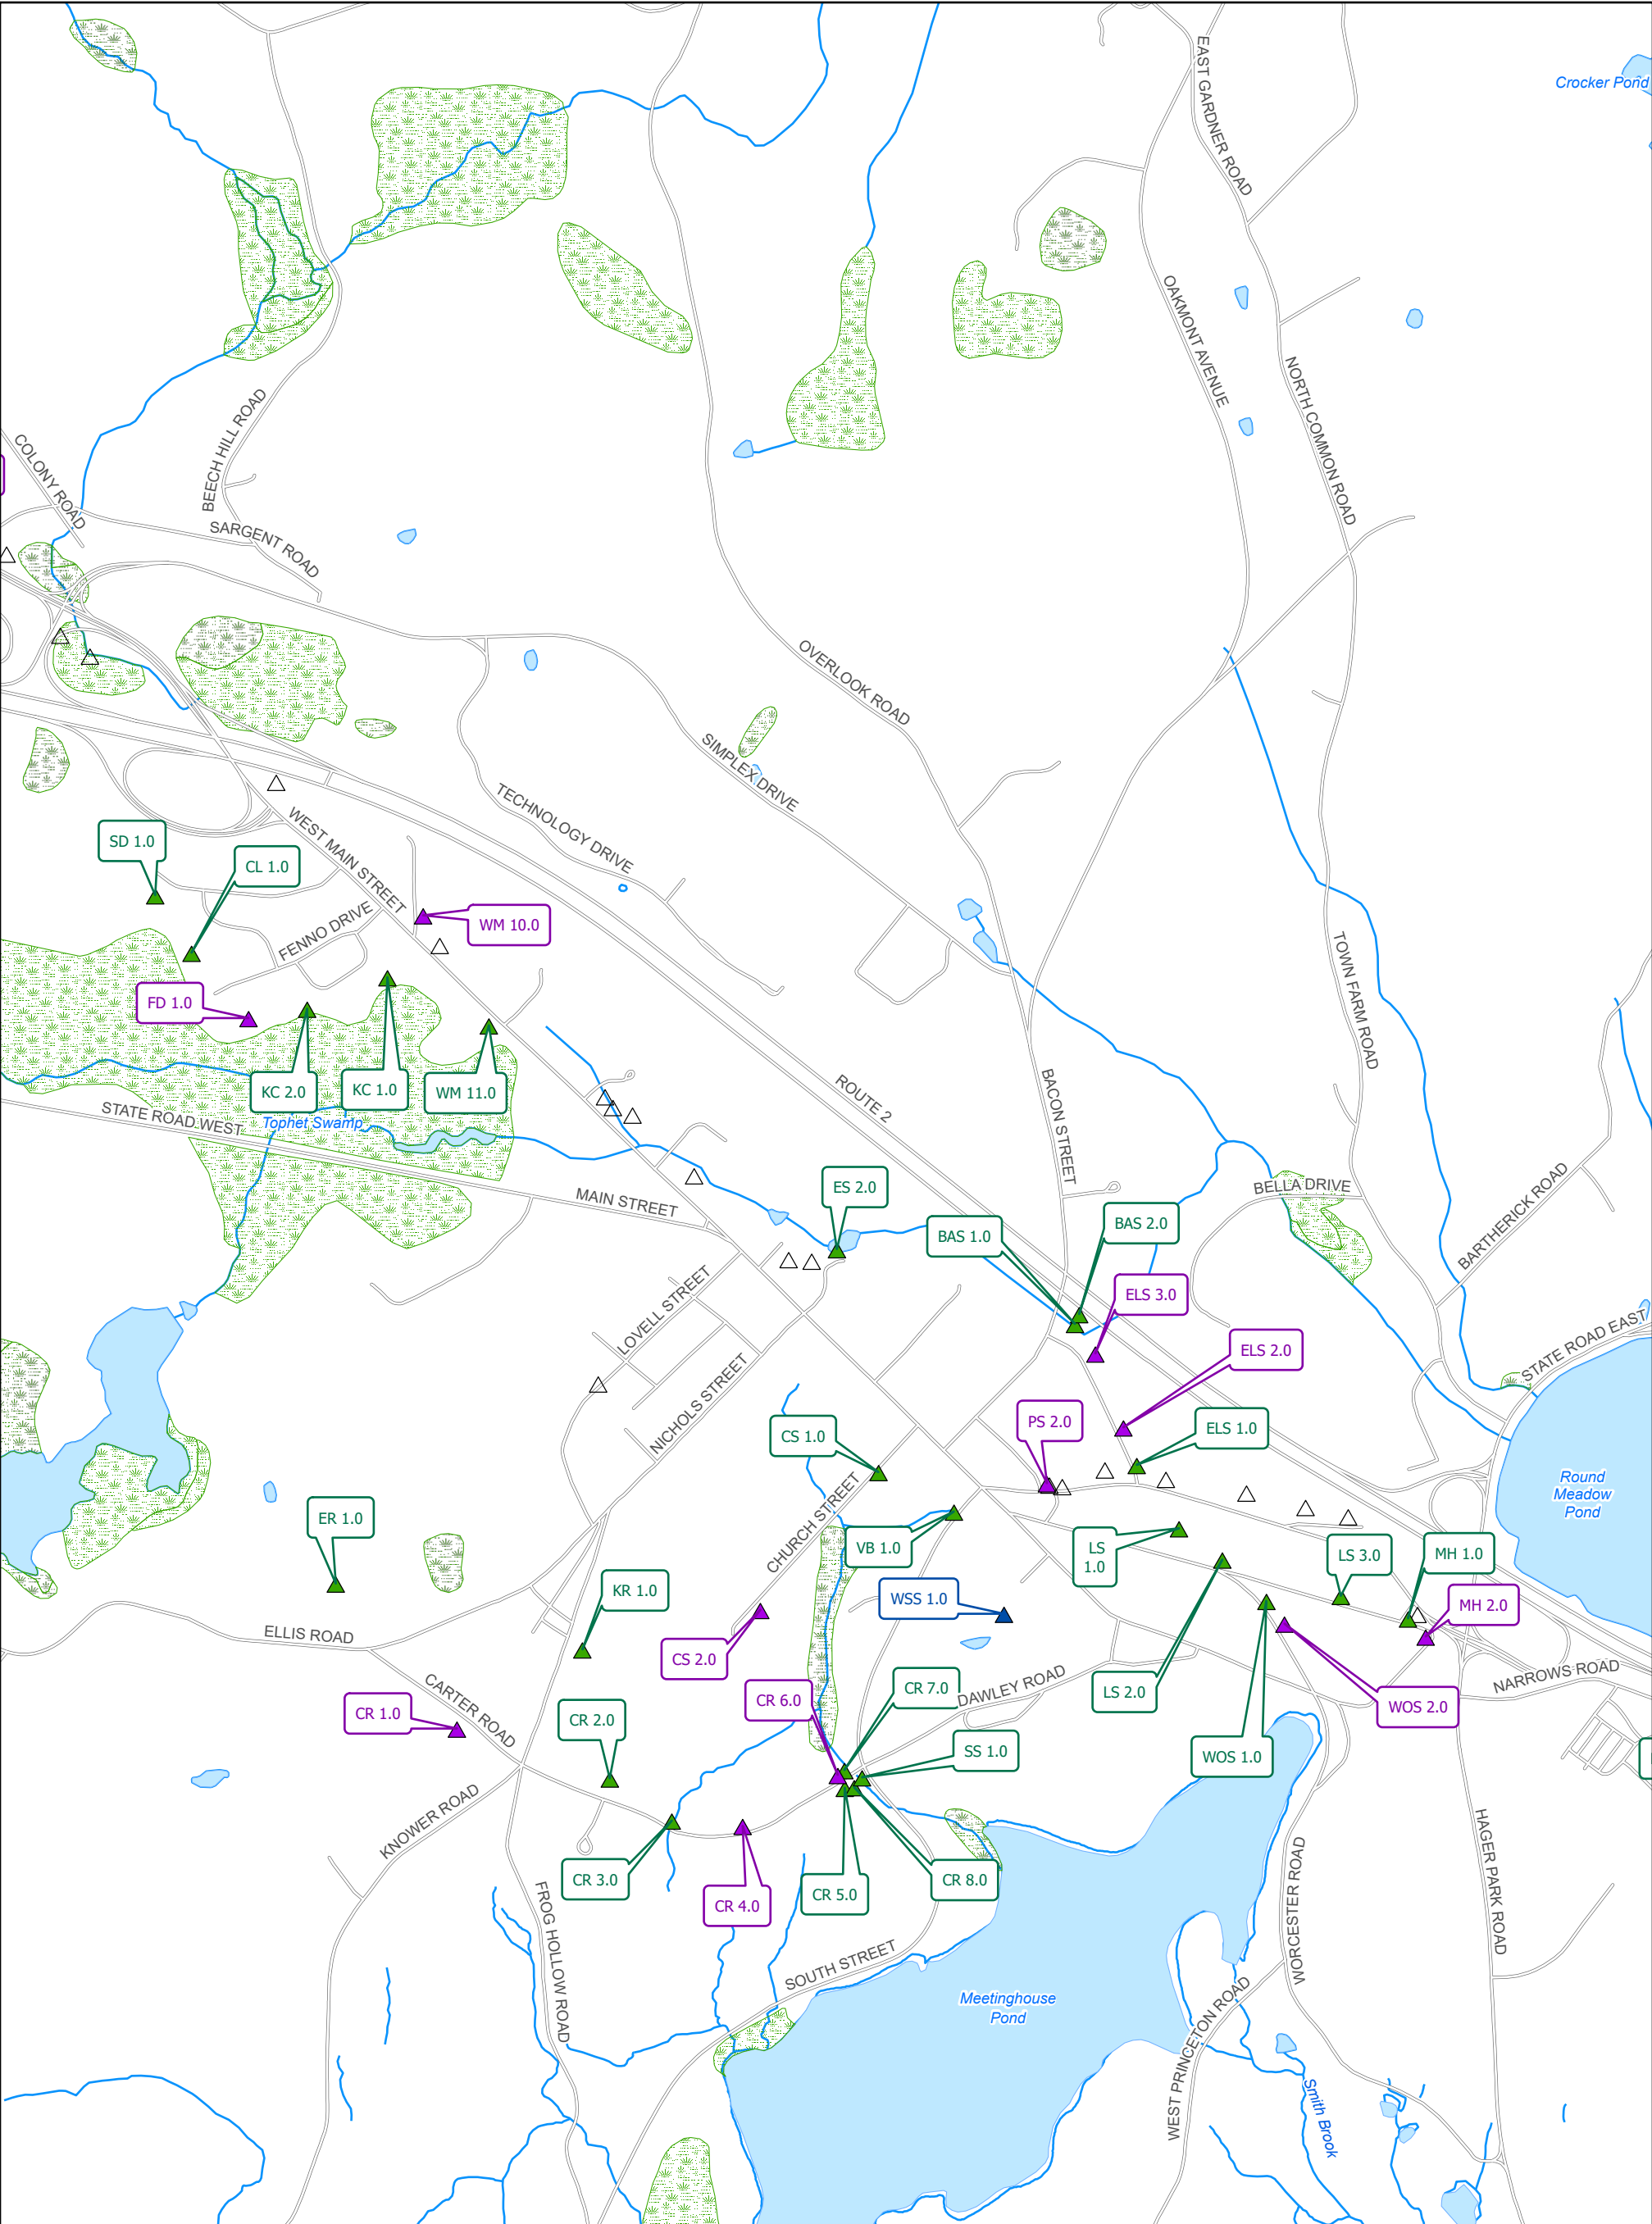 Crocker Pond
EAST GARDNER ROAD
OAKMONT AVENUE
NORTH COMMON ROAD
COLONY ROAD
BEECH HILL ROAD
SARGENT ROAD
OVERLOOK ROAD
SIMPLEX DRIVE
TECHNOLOGY DRIVE
WEST MAIN STREET
SD 1.0
CL 1.0
FENNO DRIVE
WM 10.0
TOWN FARM ROAD
FD 1.0
KC 2.0
KC 1.0
WM 11.0
ROUTE 2
BACON STREET
STATE ROAD WEST
Tophet Swamp
MAIN STREET
ES 2.0
BELLA DRIVE
BARTHERICK ROAD
BAS 1.0
BAS 2.0
ELS 3.0
LOVELL STREET
NICHOLS STREET
ELS 2.0
STATE ROAD EAST
PS 2.0
ELS 1.0
CS 1.0
CHURCH STREET
Round
Meadow
Pond
ER 1.0
VB 1.0
LS
1.0
LS 3.0
MH 1.0
KR 1.0
WSS 1.0
MH 2.0
ELLIS ROAD
CS 2.0
CARTER ROAD
CR 1.0
CR 2.0
CR 6.0
CR 7.0
DAWLEY ROAD
LS 2.0
WOS 2.0
NARROWS ROAD
SS 1.0
WOS 1.0
KNOWER ROAD
CR 3.0
CR 4.0
CR 5.0
CR 8.0
HAGER PARK ROAD
FROG HOLLOW ROAD
SOUTH STREET
WORCESTER ROAD
Meetinghouse
Pond
WEST PRINCETON ROAD
Smith Brook